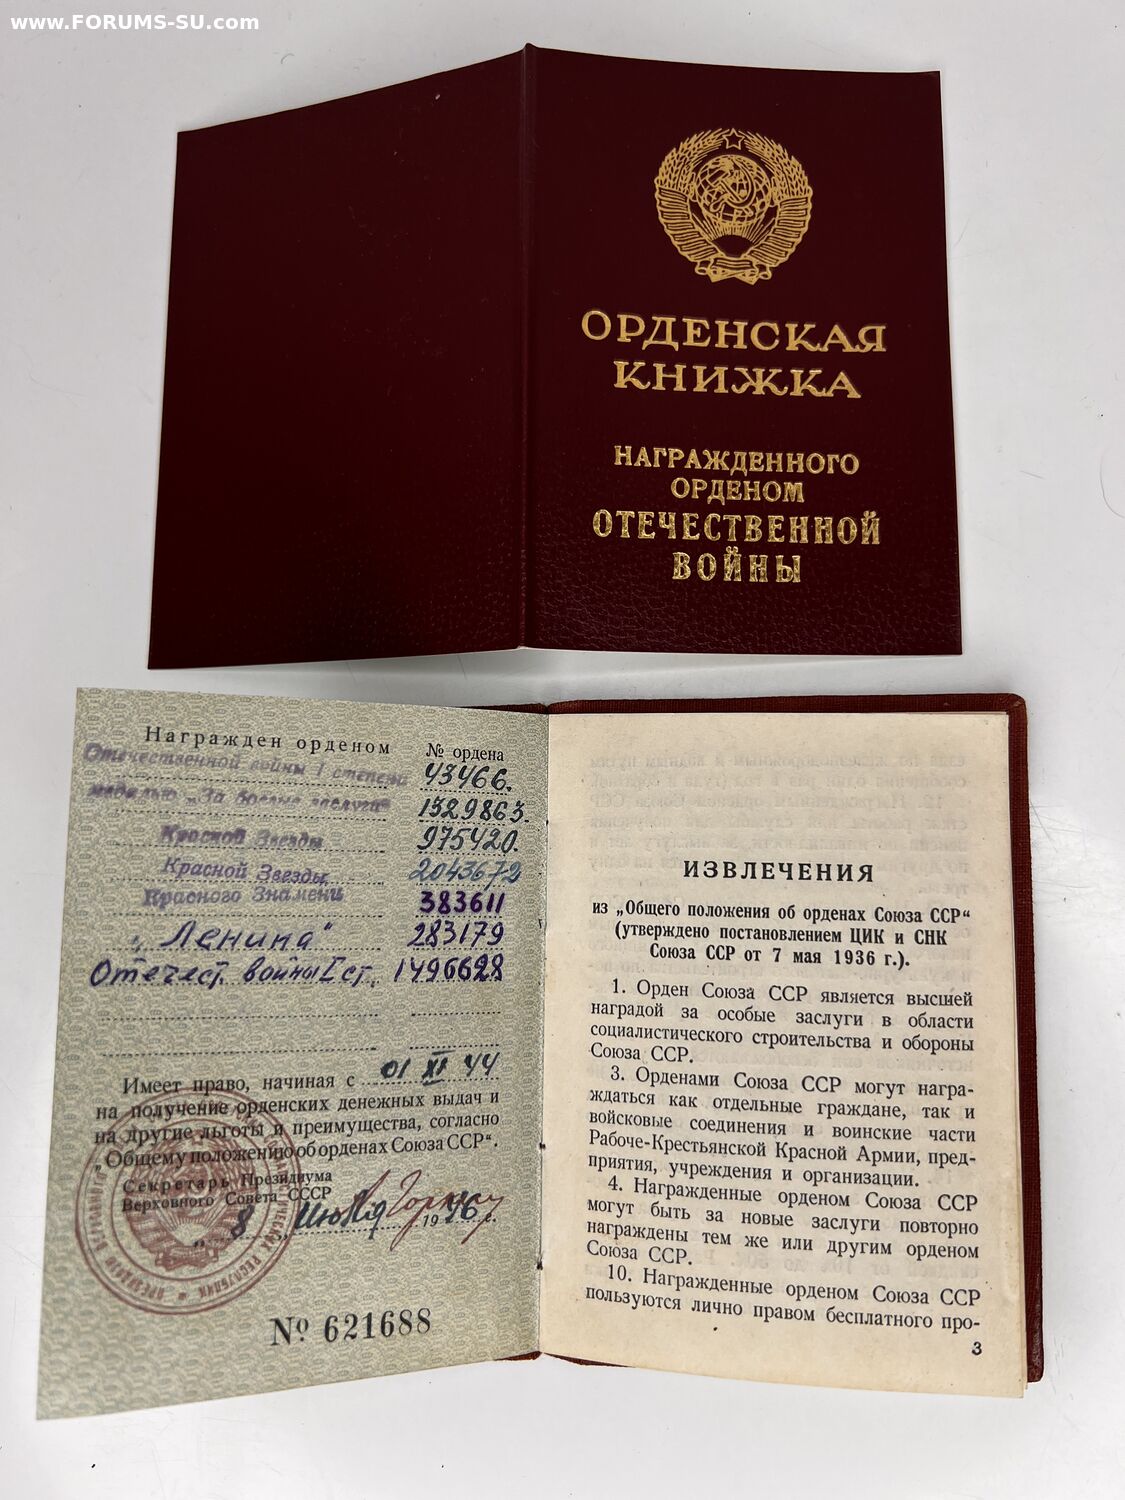 www.FORUMS-SU.com
ОРДЕНСКАЯ
КНИЖКА
НАГРАЖДЕННОГО
ОРДЕНОМ
ОТЕЧЕСТВЕННОЙ
ВОЙНЫ
Награжден орденом № ордена
Отечественной войны I степени 43466.
медалью „За боевые заслуги“ 1329863.
Красной Звезды 975420.
Красной Звезды 2043672
Красного Знамени 383611
„Ленина“ 283179
Отечест. войны I ст. 1496628
Имеет право, начиная с 01 XI 44
на получение орденских денежных выдач и
на другие льготы и преимущества, согласно
„Общему положению об орденах Союза ССР“.
Секретарь Президиума
Верховного Совета СССР
„8 июля 1946 г.
№ 621688
ИЗВЛЕЧЕНИЯ
из „Общего положения об орденах Союза ССР“
(утверждено постановлением ЦИК и СНК
Союза ССР от 7 мая 1936 г.).
1. Орден Союза ССР является высшей
наградой за особые заслуги в области
социалистического строительства и обороны
Союза ССР.
3. Орденами Союза ССР могут награ-
ждаться как отдельные граждане, так и
войсковые соединения и воинские части
Рабоче-Крестьянской Красной Армии, пред-
приятия, учреждения и организации.
4. Награжденные орденом Союза ССР
могут быть за новые заслуги повторно
награждены тем же или другим орденом
Союза ССР.
10. Награжденные орденом Союза ССР
пользуются лично правом бесплатного про-
3